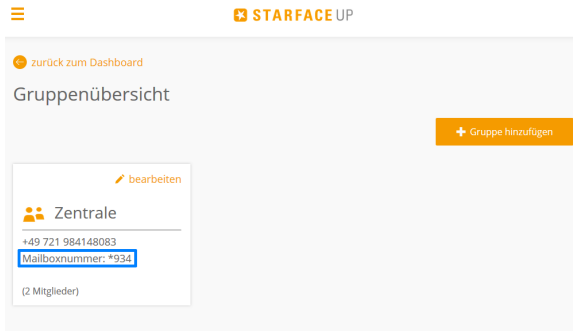 STARFACE UP
zurück zum Dashboard
Gruppenübersicht
Gruppe hinzufügen
bearbeiten
Zentrale
+49 721 984148083
Mailboxnummer: *934
(2 Mitglieder)